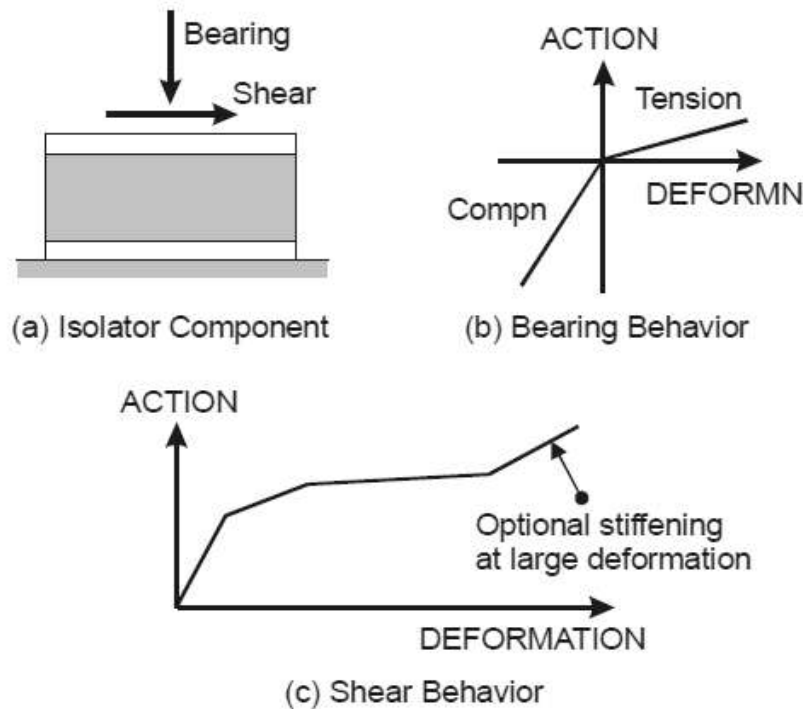 Bearing
Shear
(a) Isolator Component
ACTION
Tension
DEFORMN
Compn
(b) Bearing Behavior
ACTION
Optional stiffening
at large deformation
DEFORMATION
(c) Shear Behavior